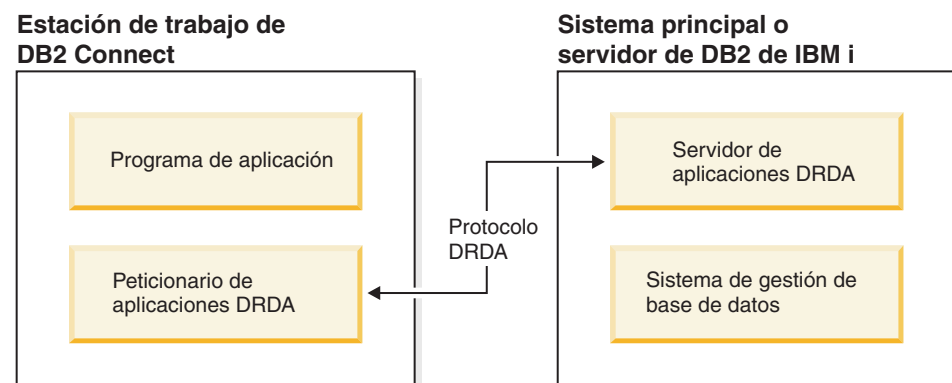 Estación de trabajo de
DB2 Connect
Programa de aplicación
Peticionario de
aplicaciones DRDA
Protocolo
DRDA
Sistema principal o
servidor de DB2 de IBM i
Servidor de
aplicaciones DRDA
Sistema de gestión de
base de datos